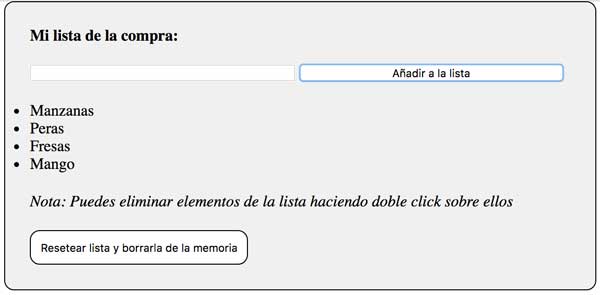 Mi lista de la compra:
Añadir a la lista
Manzanas
Peras
Fresas
Mango
Nota: Puedes eliminar elementos de la lista haciendo doble click sobre ellos
Resetear lista y borrarla de la memoria